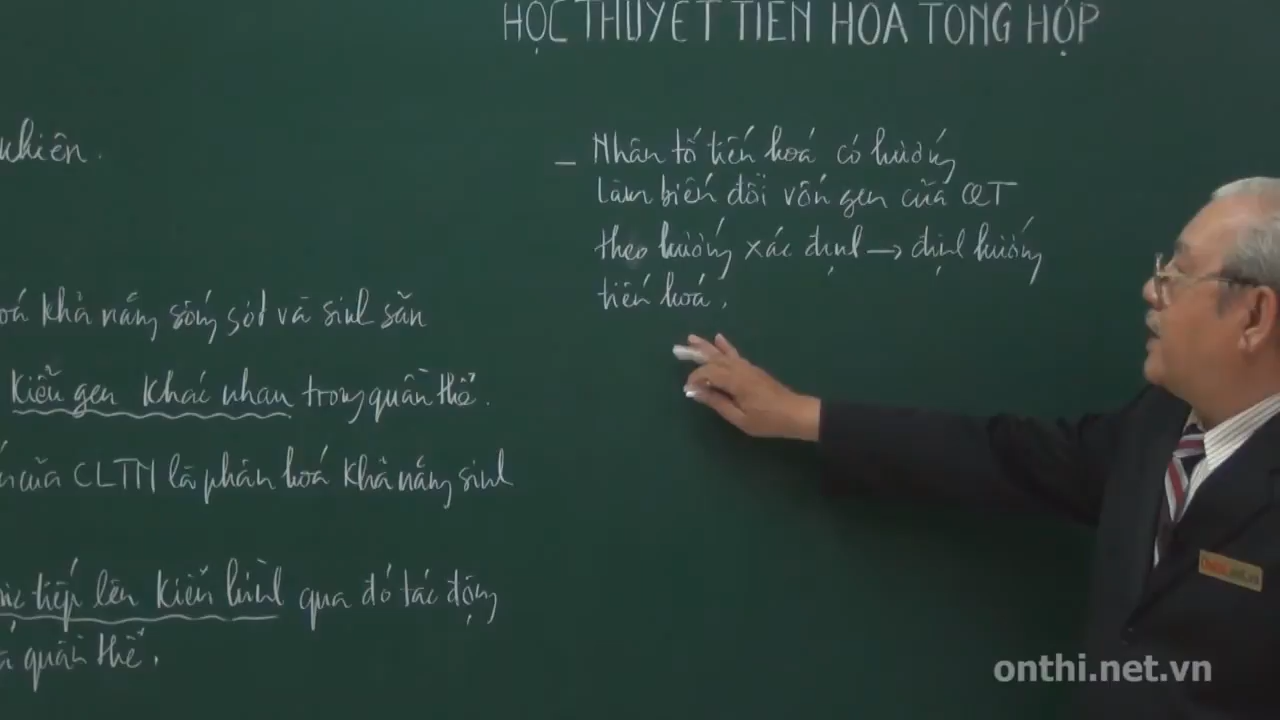 HỌC THUYẾT TIẾN HÓA TỔNG HỢP
nhiên.
hoá khả năng sống sót và sinh sản
kiểu gen khác nhau trong quần thể.
của CLTN là phân hoá khả năng sinh
tiếp lên kiểu hình qua đó tác động
quần thể.
– Nhân tố tiến hoá có hướng
làm biến đổi vốn gen của QT
theo hướng xác định → định hướng
tiến hoá.
onthi.net.vn